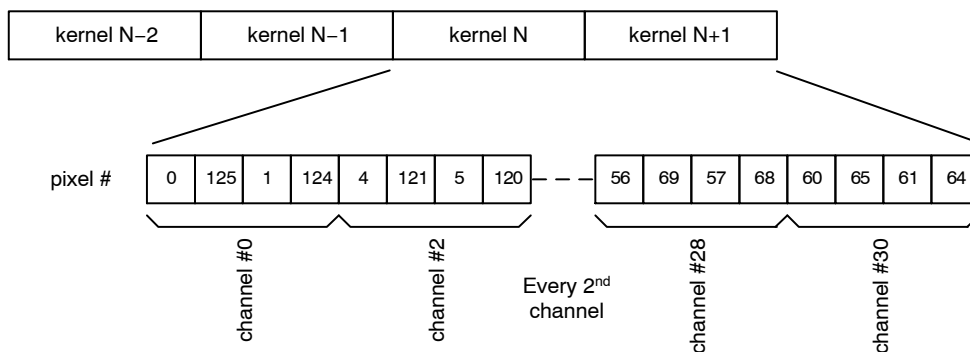 kernel N−2 kernel N−1 kernel N kernel N+1
pixel # 0 125 1 124 4 121 5 120 56 69 57 68 60 65 61 64
channel #0
channel #2
Every 2nd
channel
channel #28
channel #30